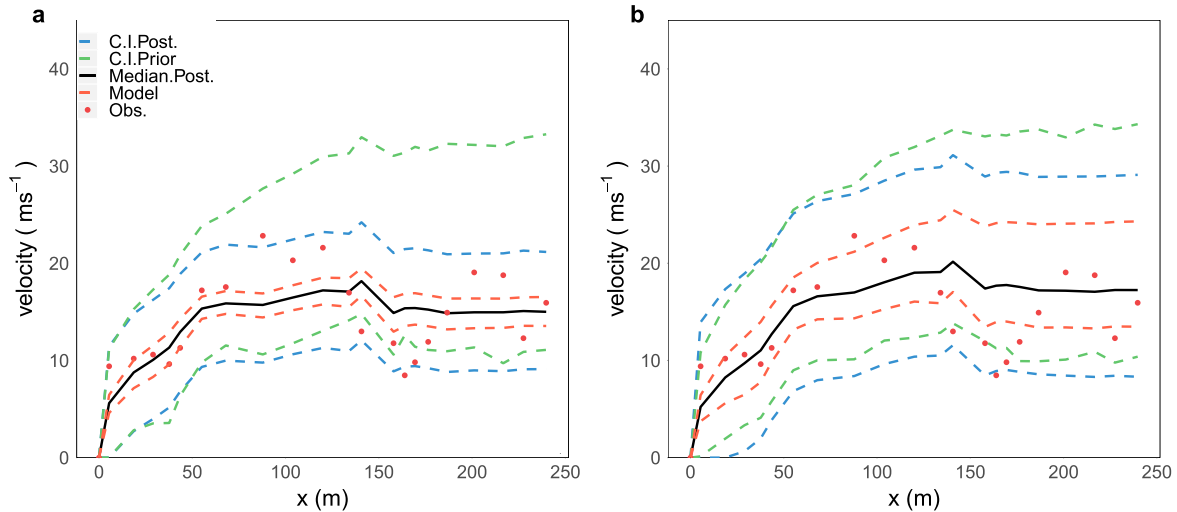 a
C.I.Post.
C.I.Prior
Median.Post.
Model
Obs.
velocity ( ms⁻¹ )
40
30
20
10
0
0 50 100 150 200 250
x (m)
b
velocity ( ms⁻¹ )
40
30
20
10
0
0 50 100 150 200 250
x (m)